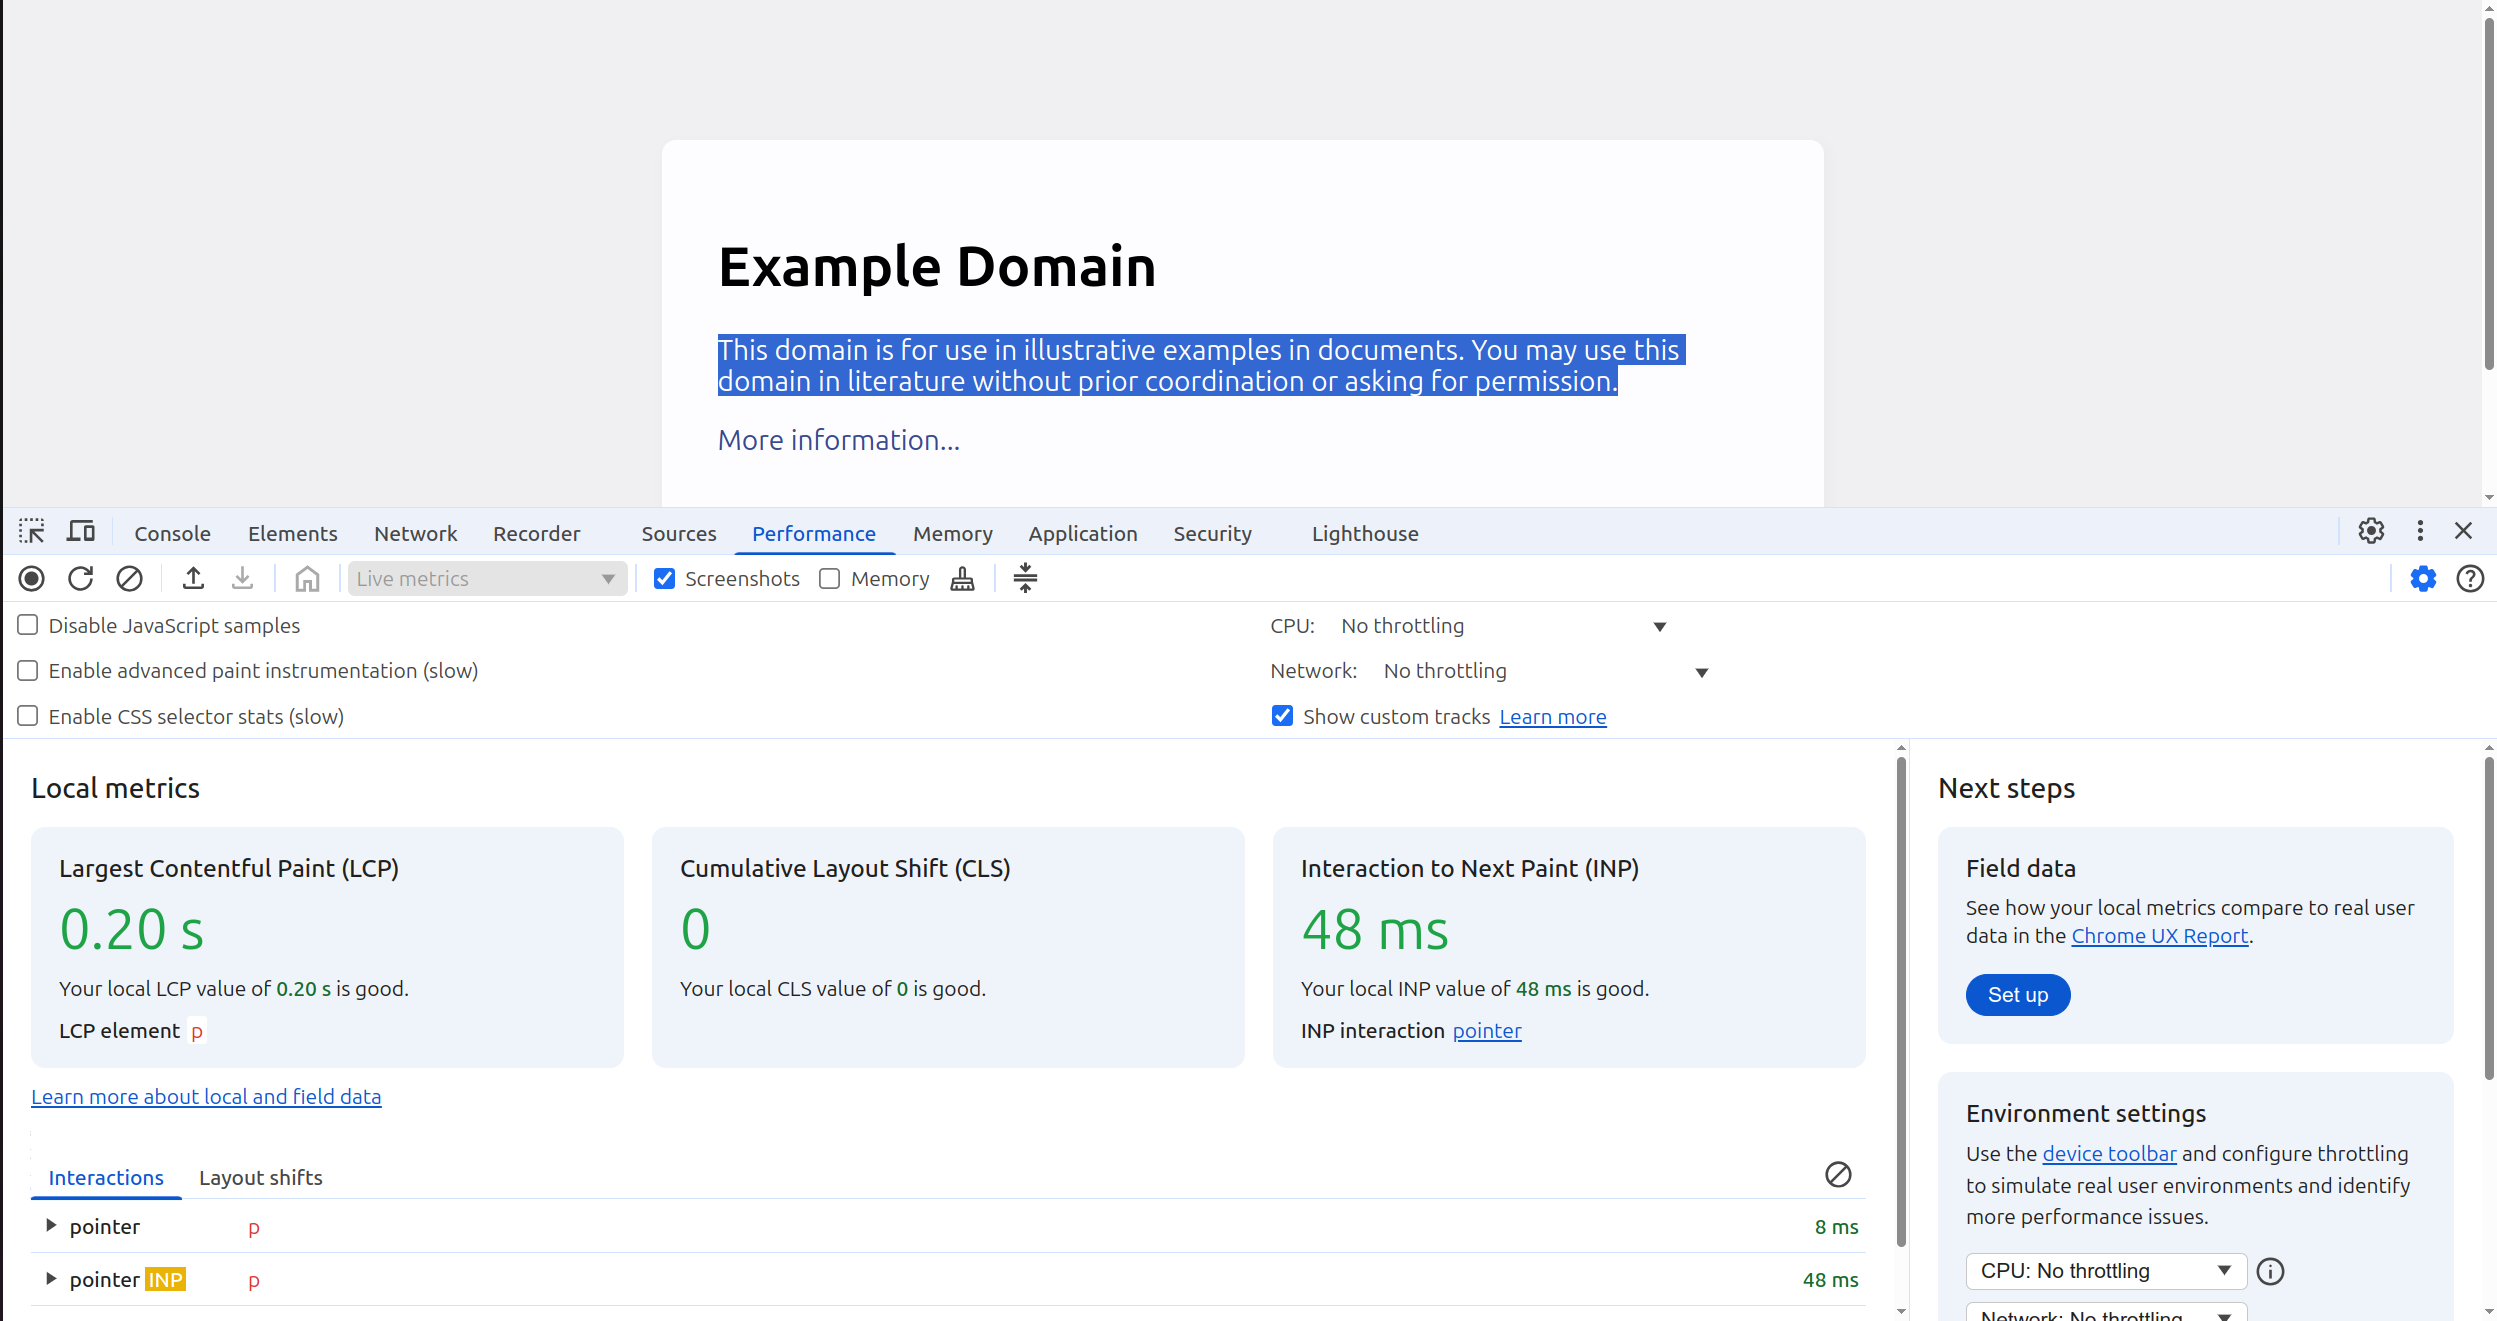 Example Domain
This domain is for use in illustrative examples in documents. You may use this
domain in literature without prior coordination or asking for permission.
More information...
Console Elements Network Recorder Sources Performance Memory Application Security Lighthouse
Live metrics Screenshots Memory
Disable JavaScript samples
CPU: No throttling
Enable advanced paint instrumentation (slow)
Network: No throttling
Enable CSS selector stats (slow)
Show custom tracks Learn more
Local metrics
Largest Contentful Paint (LCP)
0.20 s
Your local LCP value of 0.20 s is good.
LCP element p
Cumulative Layout Shift (CLS)
0
Your local CLS value of 0 is good.
Interaction to Next Paint (INP)
48 ms
Your local INP value of 48 ms is good.
INP interaction pointer
Learn more about local and field data
Interactions Layout shifts
pointer p 8 ms
pointer INP p 48 ms
Next steps
Field data
See how your local metrics compare to real user
data in the Chrome UX Report.
Set up
Environment settings
Use the device toolbar and configure throttling
to simulate real user environments and identify
more performance issues.
CPU: No throttling
Network: No throttling